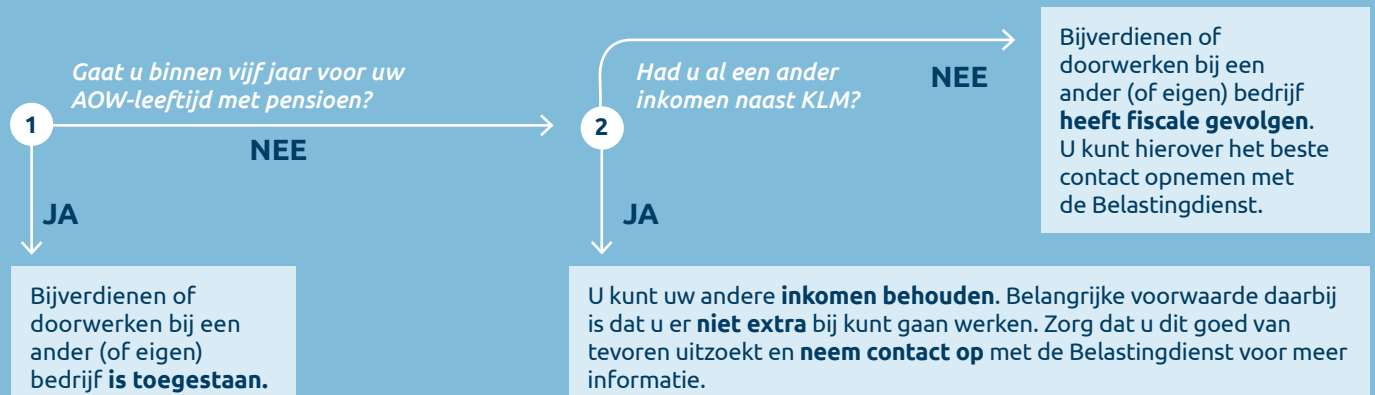 Gaat u binnen vijf jaar voor uw
AOW-leeftijd met pensioen?
1
NEE
JA
Bijverdienen of
doorwerken bij een
ander (of eigen)
bedrijf is toegestaan.
Had u al een ander
inkomen naast KLM?
2
NEE
JA
Bijverdienen of
doorwerken bij een
ander (of eigen) bedrijf
heeft fiscale gevolgen.
U kunt hierover het beste
contact opnemen met
de Belastingdienst.
U kunt uw andere inkomen behouden. Belangrijke voorwaarde daarbij
is dat u er niet extra bij kunt gaan werken. Zorg dat u dit goed van
tevoren uitzoekt en neem contact op met de Belastingdienst voor meer
informatie.